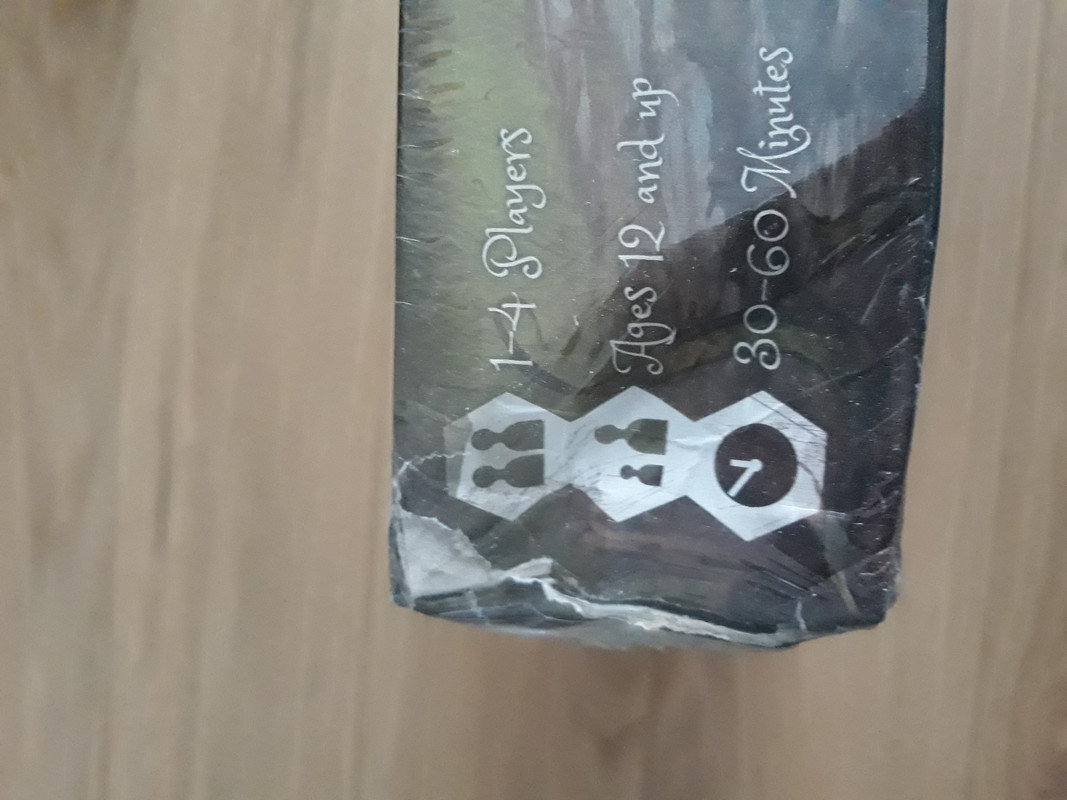 1-4 Players
Ages 12 and up
30-60 Minutes